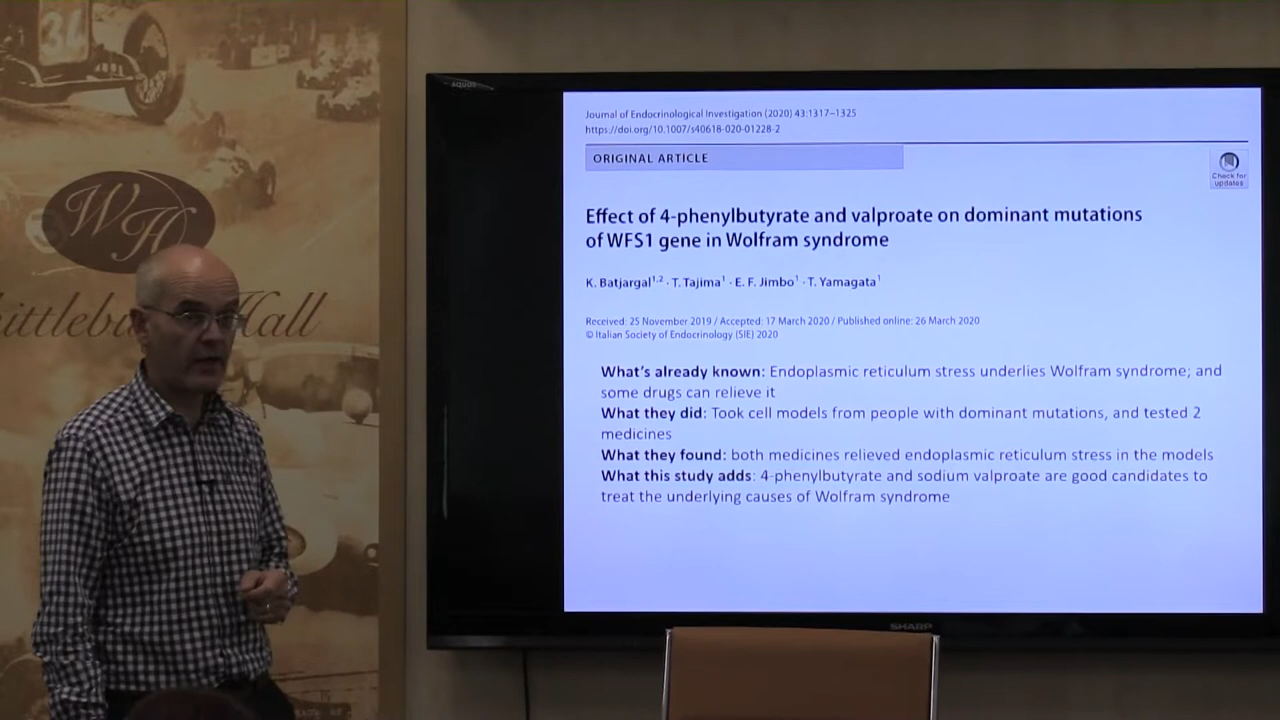 34
WH
ittlebu Hall
AQUOS
Journal of Endocrinological Investigation (2020) 43:1317–1325
https://doi.org/10.1007/s40618-020-01228-2
ORIGINAL ARTICLE
Check for
updates
Effect of 4-phenylbutyrate and valproate on dominant mutations
of WFS1 gene in Wolfram syndrome
K. Batjargal1,2 · T. Tajima1 · E. F. Jimbo1 · T. Yamagata1
Received: 25 November 2019 / Accepted: 17 March 2020 / Published online: 26 March 2020
© Italian Society of Endocrinology (SIE) 2020
What's already known: Endoplasmic reticulum stress underlies Wolfram syndrome; and
some drugs can relieve it
What they did: Took cell models from people with dominant mutations, and tested 2
medicines
What they found: both medicines relieved endoplasmic reticulum stress in the models
What this study adds: 4-phenylbutyrate and sodium valproate are good candidates to
treat the underlying causes of Wolfram syndrome
SHARP